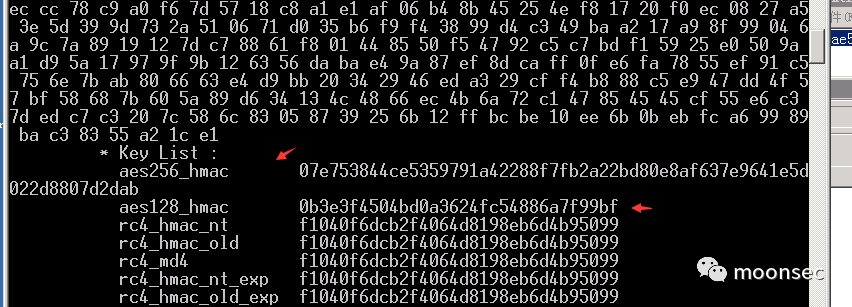 ec cc 78 c9 a0 f6 7d 57 18 c8 a1 e1 af 06 b4 8b 45 25 4e f8 17 20 f0 ec 08 27 a5
3e 5d 39 9d 73 2a 51 06 71 d0 35 b6 f9 f4 38 99 d4 c3 49 ba a2 17 a9 8f 99 04 6
a 9c 7a 89 19 12 7d c7 88 61 f8 01 44 85 50 f5 47 92 c5 c7 bd f1 59 25 e0 50 9a
a1 d9 5a 17 97 9f 9b 12 63 56 da ba e4 9a 87 ef 8d ca ff 0f e6 fa 78 55 ef 91 c5
75 6e 7b ab 80 66 63 e4 d9 bb 20 34 29 46 ed a3 29 cf f4 b8 88 c5 e9 47 dd 4f 5
7 bf 58 68 7b 60 5a 89 d6 34 13 4c 48 66 ec 4b 6a 72 c1 47 85 45 45 cf 55 e6 c3
7d ed c7 c3 20 7c 58 6c 83 05 87 39 25 6b 12 ff bc be 10 ee 6b 0b eb fc a6 99 89
ba c3 83 55 a2 1c e1
* Key List :
aes256_hmac 07e753844ce5359791a42288f7fb2a22bd80e8af637e9641e5d
022d8807d2dab
aes128_hmac 0b3e3f4504bd0a3624fc54886a7f99bf
rc4_hmac_nt f1040f6dcb2f4064d8198eb6d4b95099
rc4_hmac_old f1040f6dcb2f4064d8198eb6d4b95099
rc4_md4 f1040f6dcb2f4064d8198eb6d4b95099
rc4_hmac_nt_exp f1040f6dcb2f4064d8198eb6d4b95099
rc4_hmac_old_exp f1040f6dcb2f4064d8198eb6d4b95099
ae5
moonsec